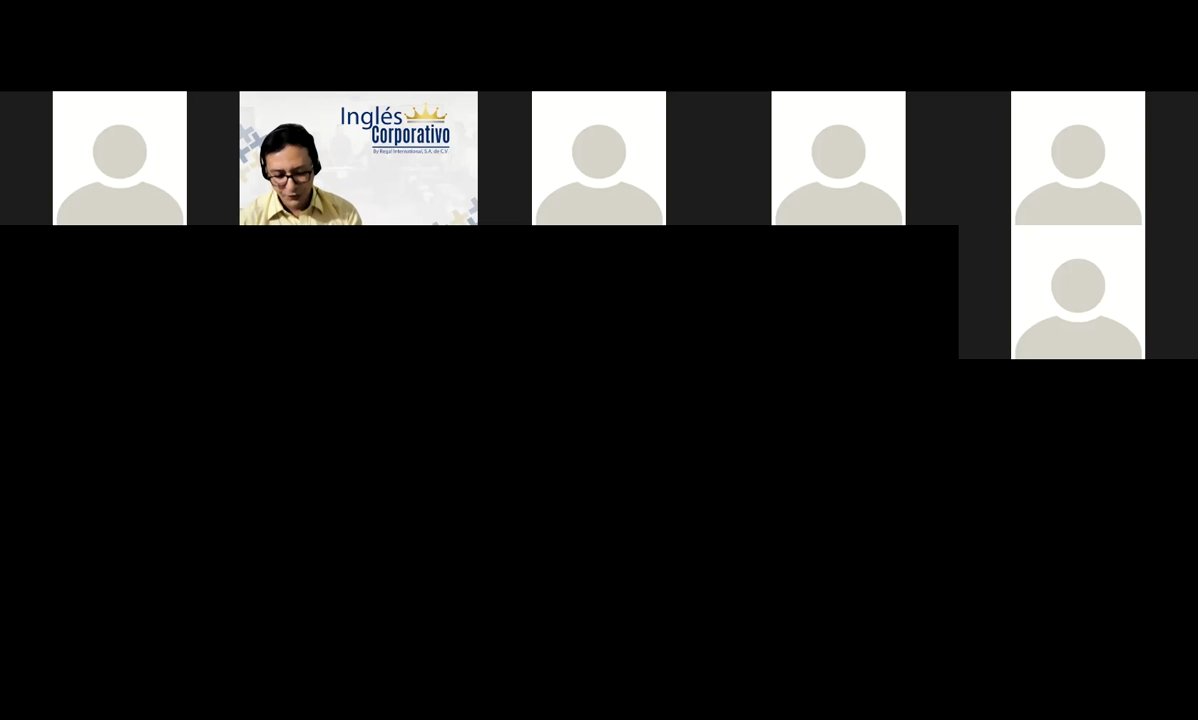 Inglés
Corporativo
By Regal International, S.A. de C.V.